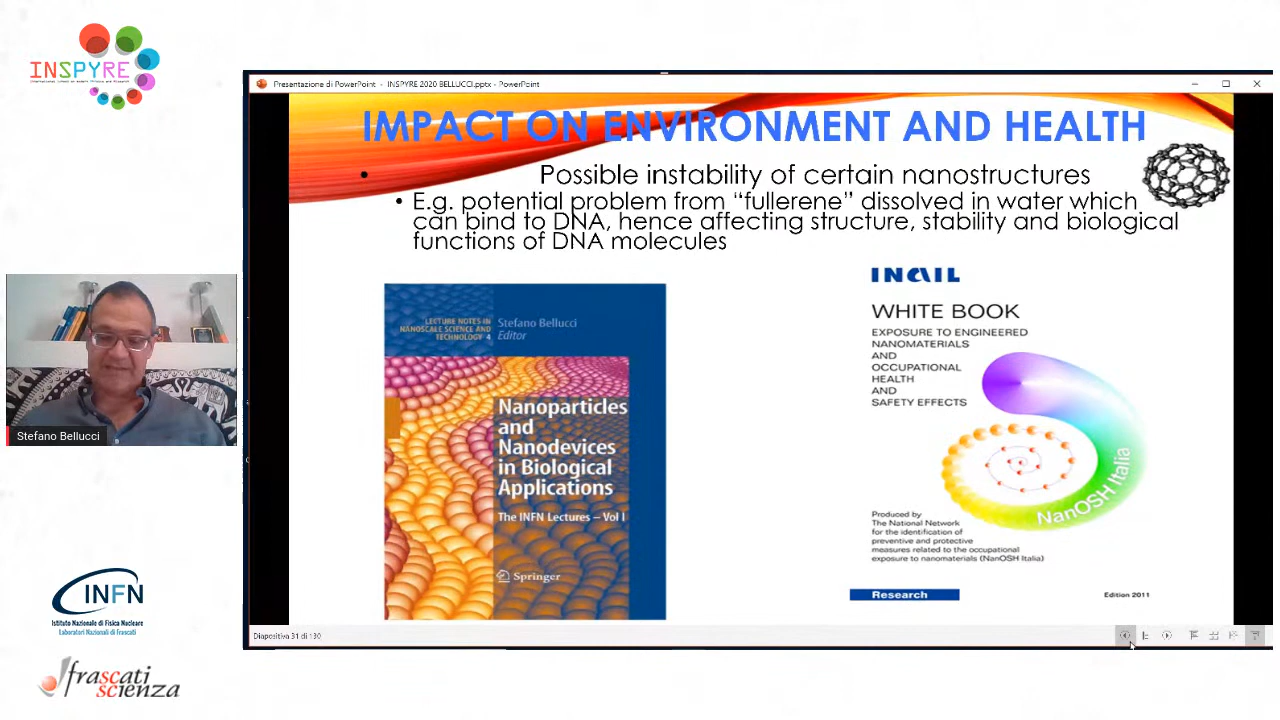 INSPYRE
Presentazione di PowerPoint - INSPYRE 2020 BELLUCCI.pptx - PowerPoint
IMPACT ON ENVIRONMENT AND HEALTH
• Possible instability of certain nanostructures
• E.g. potential problem from “fullerene” dissolved in water which
can bind to DNA, hence affecting structure, stability and biological
functions of DNA molecules
LECTURE NOTES IN
NANOSCALE SCIENCE AND
TECHNOLOGY 4
Stefano Bellucci
Editor
Nanoparticles
and
Nanodevices
in Biological
Applications
The INFN Lectures – Vol I
Springer
INAIL
WHITE BOOK
EXPOSURE TO ENGINEERED
NANOMATERIALS
AND
OCCUPATIONAL
HEALTH
AND
SAFETY EFFECTS
NanOSH Italia
Produced by
The National Network
for the identification of
preventive and protective
measures related to the occupational
exposure to nanomaterials (NanOSH Italia)
Research
Edition 2011
Diapositiva 31 di 130
Stefano Bellucci
INFN
Istituto Nazionale di Fisica Nucleare
Laboratori Nazionali di Frascati
frascati
scienza